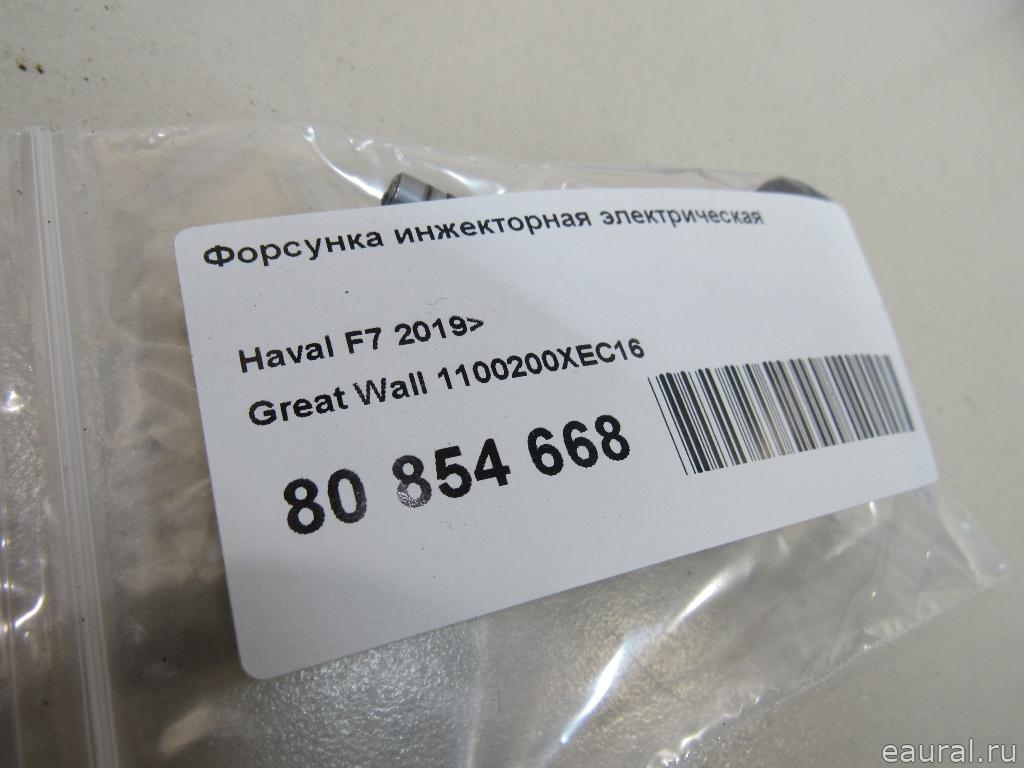 Форсунка инжекторная электрическая
Haval F7 2019>
Great Wall 1100200XEC16
80 854 668
eaural.ru